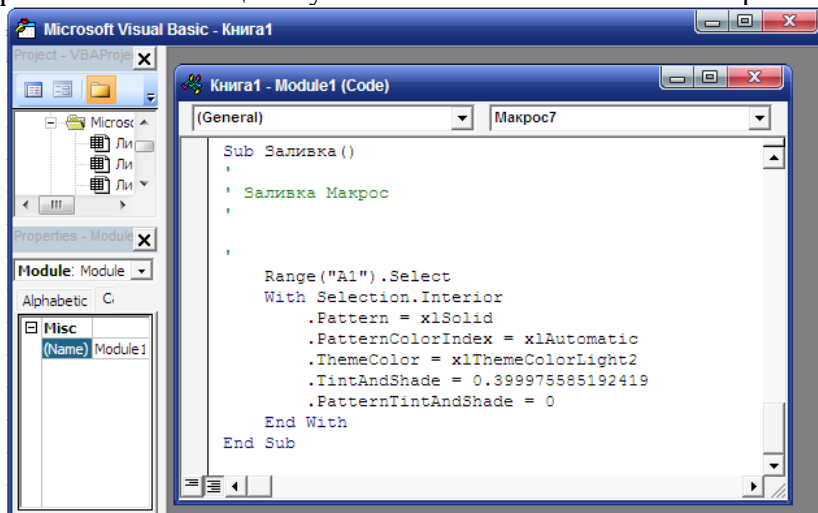 Microsoft Visual Basic - Книга1
Project - VBAProje
Microsc
Ли
Ли
Ли
Properties - Module
Module: Module
Alphabetic
Misc
(Name) Module1
Книга1 - Module1 (Code)
(General) Макрос7
Sub Заливка()
'
' Заливка Макрос
'
'
Range("A1").Select
With Selection.Interior
.Pattern = xlSolid
.PatternColorIndex = xlAutomatic
.ThemeColor = xlThemeColorLight2
.TintAndShade = 0.399975585192419
.PatternTintAndShade = 0
End With
End Sub